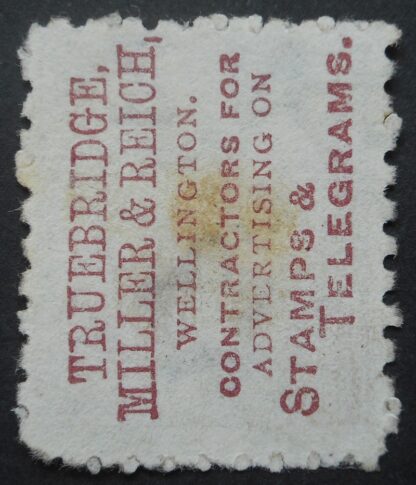 TRUEBRIDGE,
MILLER & REICH,
WELLINGTON.
CONTRACTORS FOR
ADVERTISING ON
STAMPS &
TELEGRAMS.